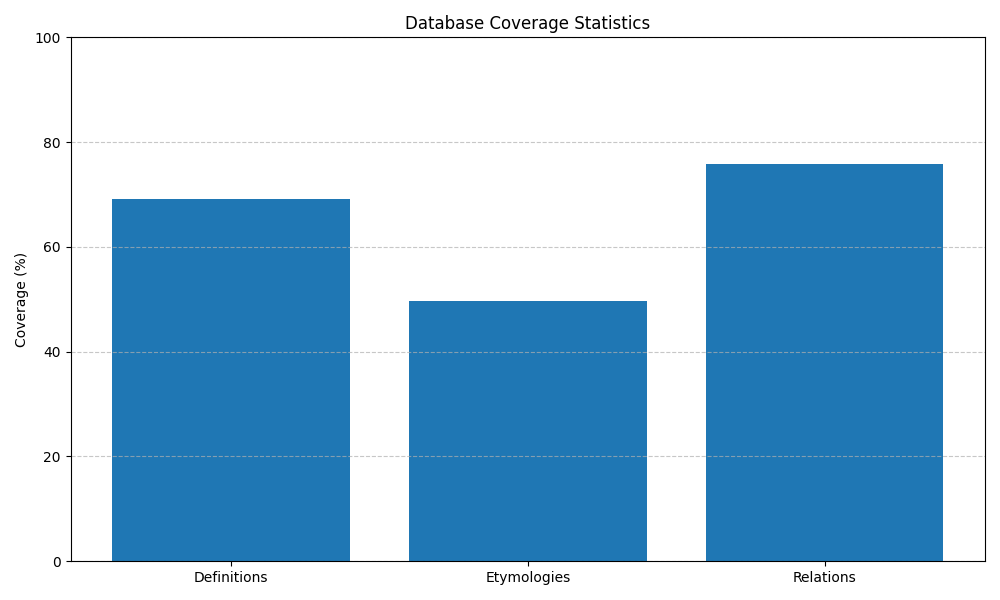 Database Coverage Statistics
100
80
60
40
20
0
Coverage (%)
Definitions
Etymologies
Relations